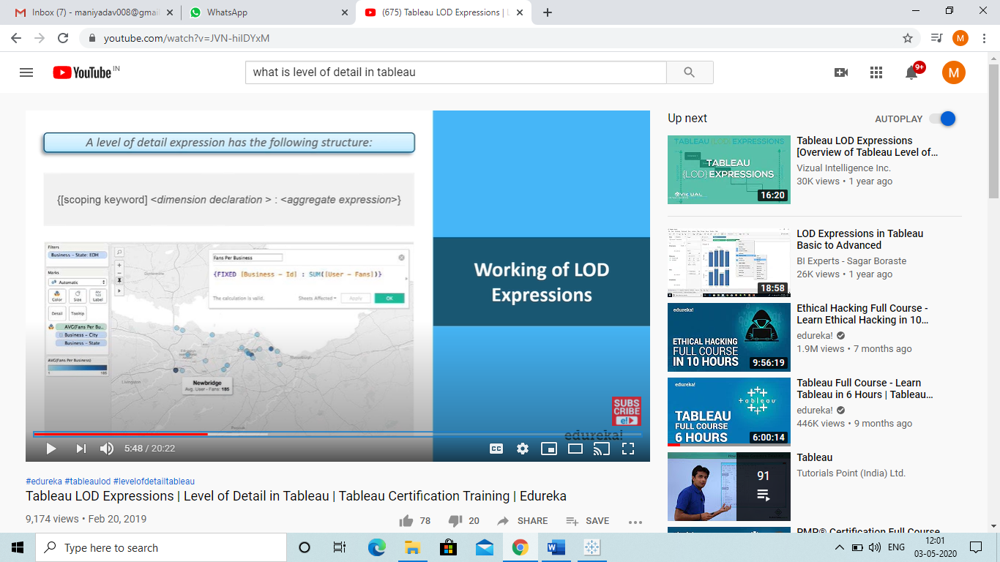 Inbox (7) - maniyadav008@gmai
WhatsApp
(675) Tableau LOD Expressions | L
youtube.com/watch?v=JVN-hiIDYxM
M
YouTube IN
what is level of detail in tableau
9+
M
A level of detail expression has the following structure:
{[scoping keyword] <dimension declaration > : <aggregate expression>}
Filters
Business - State: EDH
Marks
Automatic
Color
Size
Abc
123
Label
Detail
Tooltip
AVG(Fans Per Bu..
Business - City
Business - State
AVG(Fans Per Business)
1
185
Fans Per Business
{FIXED [Business - Id] : SUM([User - Fans])}
The calculation is valid.
Sheets Affected
Apply
OK
Newbridge
Avg. User - Fans: 185
Working of LOD
Expressions
SUBS
CRIBE
e!
edureka!
5:48 / 20:22
CC
#edureka #tableaulod #levelofdetailtableau
Tableau LOD Expressions | Level of Detail in Tableau | Tableau Certification Training | Edureka
9,174 views • Feb 20, 2019
78
20
SHARE
SAVE
Up next
AUTOPLAY
TABLEAU LOD EXPRESSIONS
TABLEAU
{LOD} EXPRESSIONS
16:20
Tableau LOD Expressions
[Overview of Tableau Level of...
Vizual Intelligence Inc.
30K views • 1 year ago
18:58
LOD Expressions in Tableau
Basic to Advanced
BI Experts - Sagar Boraste
26K views • 1 year ago
edureka!
ETHICAL HACKING
FULL COURSE
IN 10 HOURS
9:56:19
Ethical Hacking Full Course -
Learn Ethical Hacking in 10...
edureka!
1.9M views • 7 months ago
edureka!
+tableau
TABLEAU
FULL COURSE
6 HOURS
6:00:14
Tableau Full Course - Learn
Tableau in 6 Hours | Tableau...
edureka!
446K views • 9 months ago
91
Tableau
Tutorials Point (India) Ltd.
PMP® Certification Full Course
Type here to search
ENG
12:01
03-05-2020